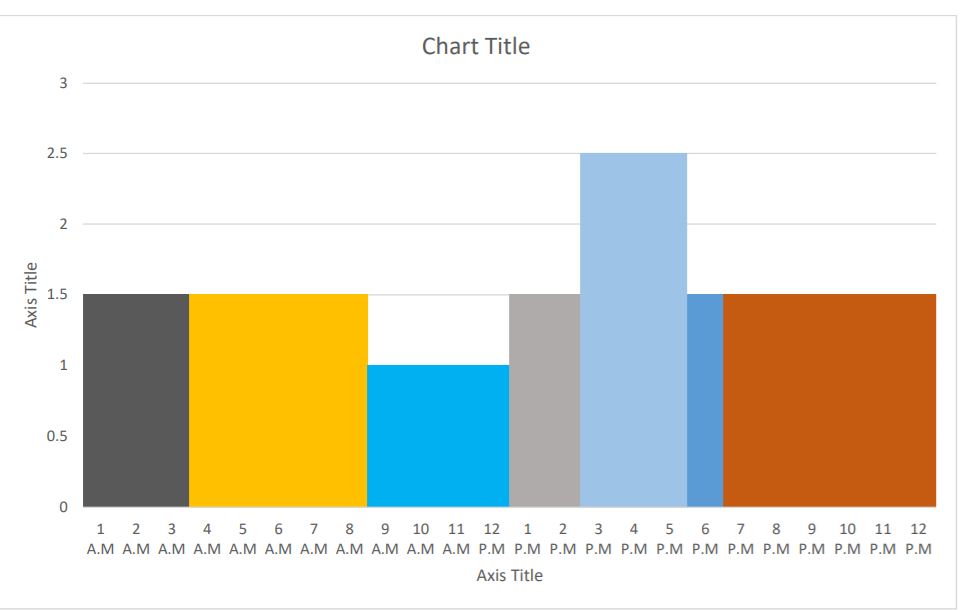 Chart Title
3
2.5
2
1.5
1
0.5
0
Axis Title
1 2 3 4 5 6 7 8 9 10 11 12 1 2 3 4 5 6 7 8 9 10 11 12
A.M A.M A.M A.M A.M A.M A.M A.M A.M A.M A.M P.M P.M P.M P.M P.M P.M P.M P.M P.M P.M P.M P.M P.M
Axis Title